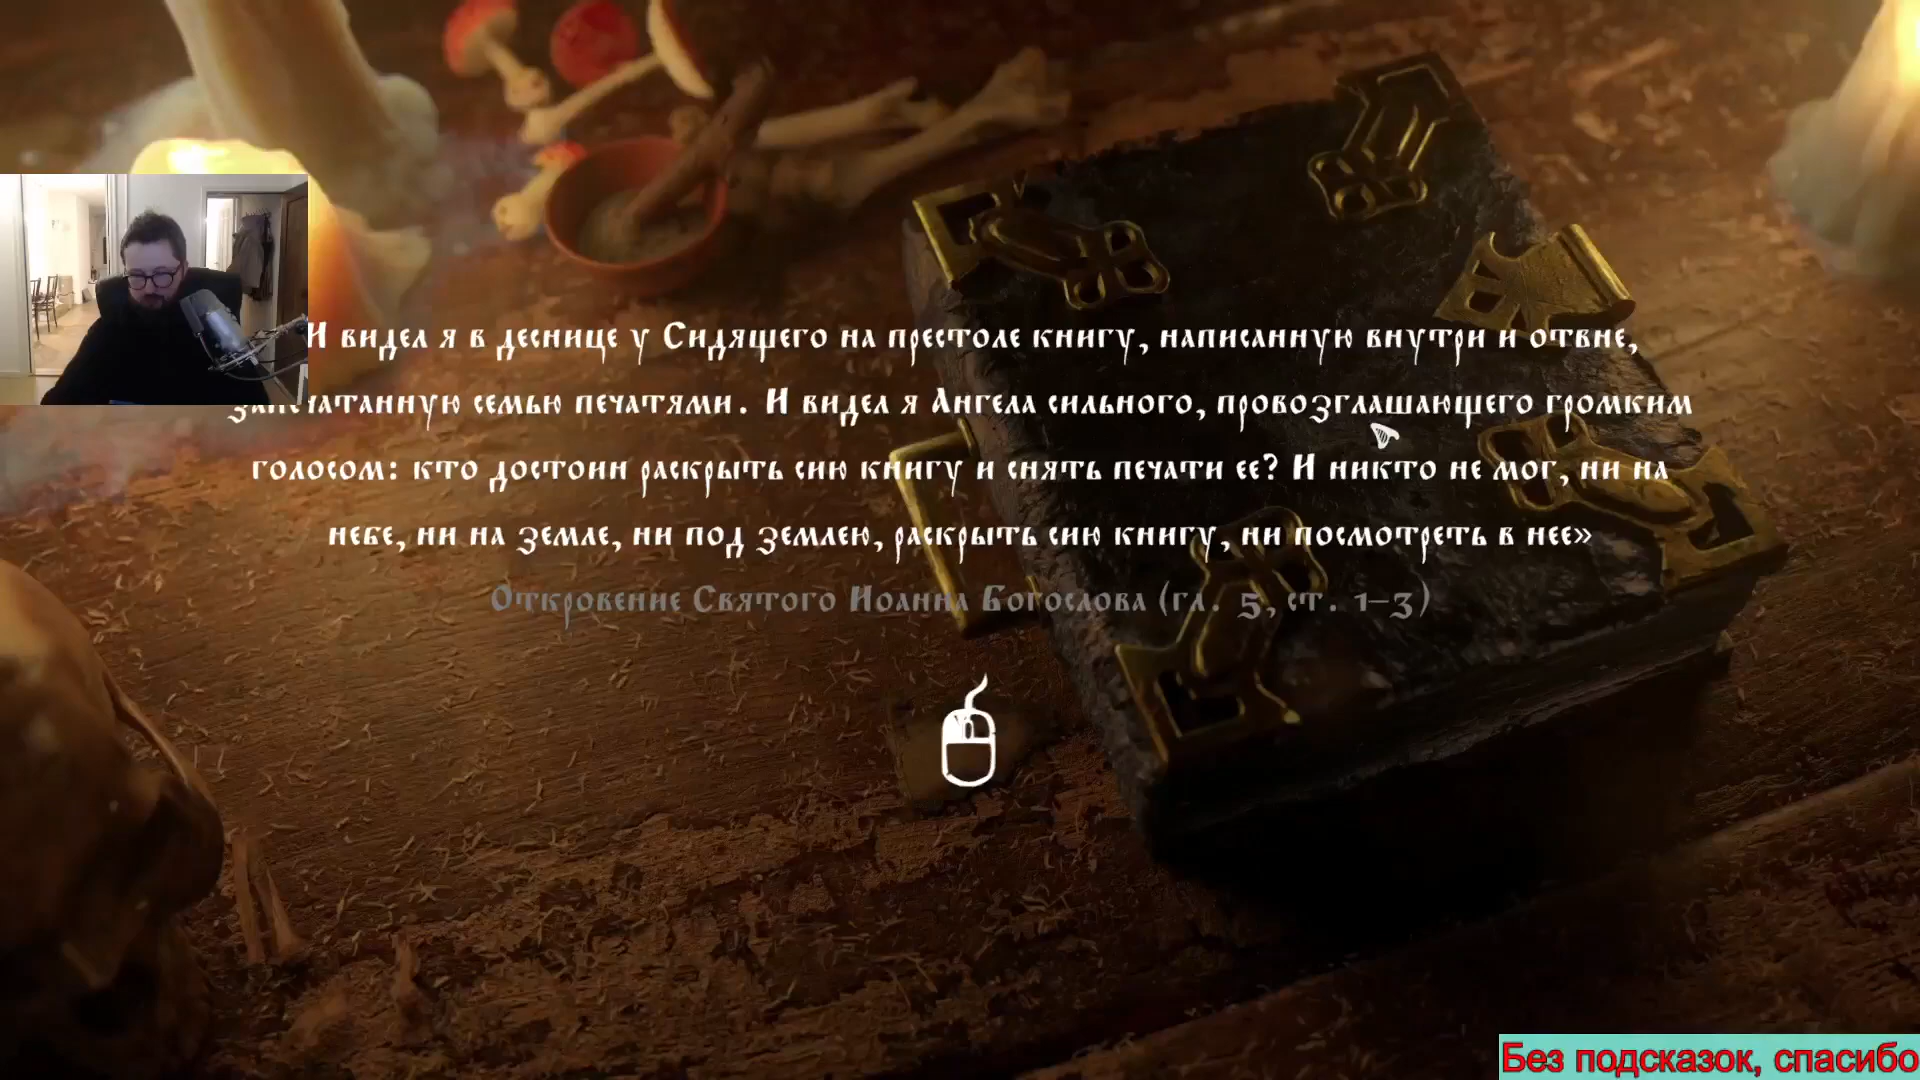 И видел я в деснице у Сидящего на престоле книгу, написанную внутри и отвне,
запечатанную семью печатями. И видел я Ангела сильного, провозглашающего громким
голосом: кто достоин раскрыть сию книгу и снять печати ее? И никто не мог, ни на
небе, ни на земле, ни под землею, раскрыть сию книгу, ни посмотреть в нее»
Откровение Святого Иоанна Богослова (гл. 5, ст. 1–3)
Без подсказок, спасибо